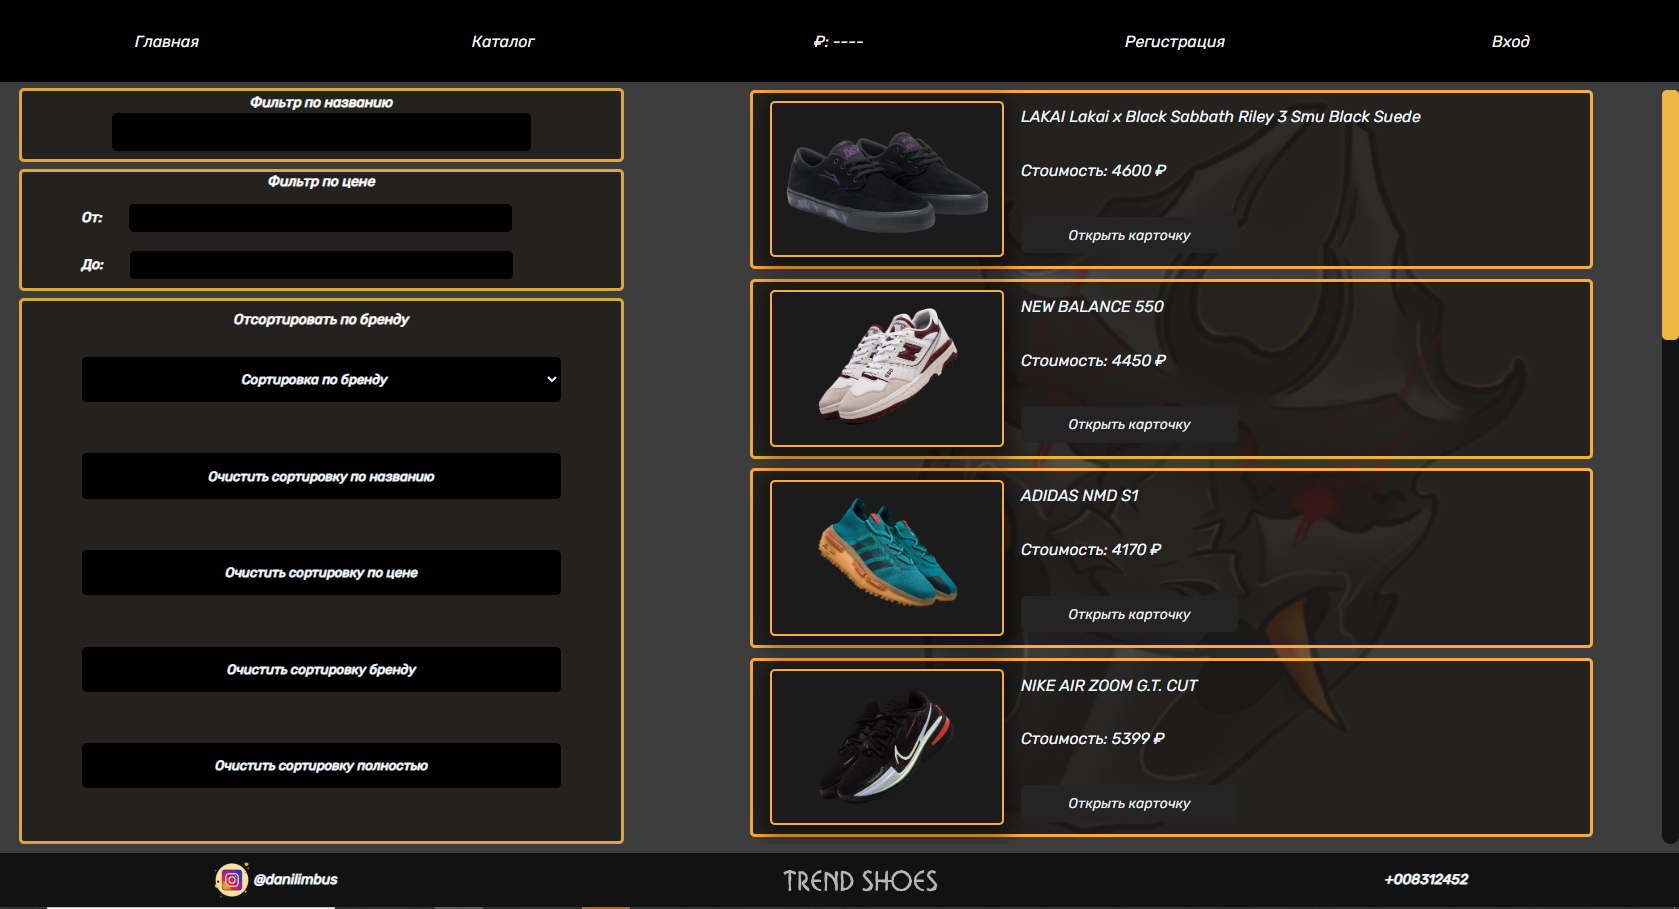 Главная
Каталог
₽: ----
Регистрация
Вход
Фильтр по названию
Фильтр по цене
От:
До:
Отсортировать по бренду
Сортировка по бренду
Очистить сортировку по названию
Очистить сортировку по цене
Очистить сортировку бренду
Очистить сортировку полностью
LAKAI Lakai x Black Sabbath Riley 3 Smu Black Suede
Стоимость: 4600 ₽
Открыть карточку
NEW BALANCE 550
Стоимость: 4450 ₽
Открыть карточку
ADIDAS NMD S1
Стоимость: 4170 ₽
Открыть карточку
NIKE AIR ZOOM G.T. CUT
Стоимость: 5399 ₽
Открыть карточку
@danilimbus
TREND SHOES
+008312452